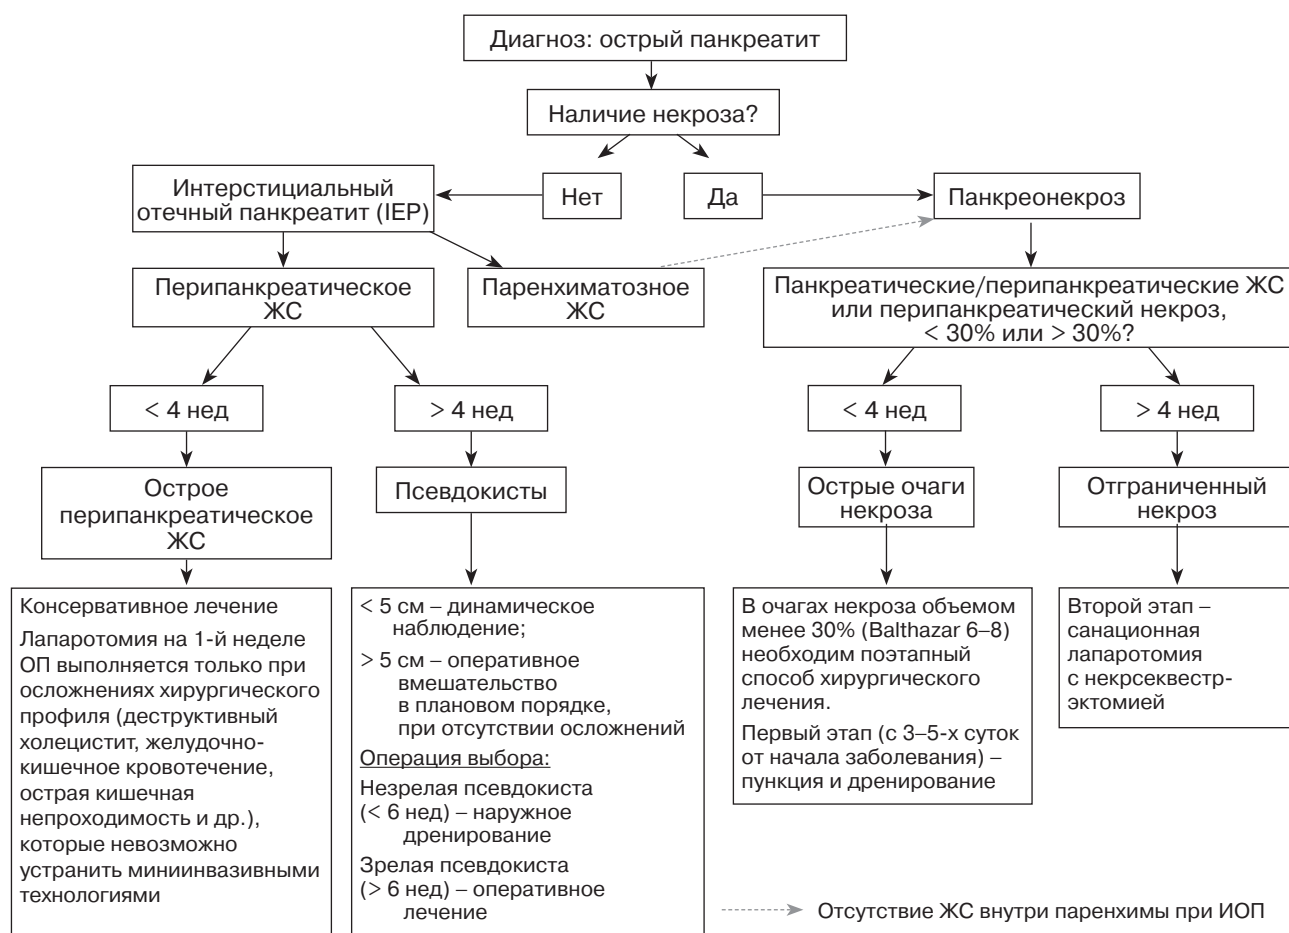 Диагноз: острый панкреатит
Наличие некроза?
Интерстициальный
отечный панкреатит (IEP)
Нет
Да
Панкреонекроз
Перипанкреатическое
ЖС
Паренхиматозное
ЖС
Панкреатические/перипанкреатические ЖС
или перипанкреатический некроз,
< 30% или > 30%?
< 4 нед
> 4 нед
< 4 нед
> 4 нед
Острое
перипанкреатическое
ЖС
Псевдокисты
Острые очаги
некроза
Отграниченный
некроз
Консервативное лечение
Лапаротомия на 1-й неделе
ОП выполняется только при
осложнениях хирургического
профиля (деструктивный
холецистит, желудочно-
кишечное кровотечение,
острая кишечная
непроходимость и др.),
которые невозможно
устранить миниинвазивными
технологиями
< 5 см – динамическое
наблюдение;
> 5 см – оперативное
вмешательство
в плановом порядке,
при отсутствии осложнений
Операция выбора:
Незрелая псевдокиста
(< 6 нед) – наружное
дренирование
Зрелая псевдокиста
(> 6 нед) – оперативное
лечение
В очагах некроза объемом
менее 30% (Balthazar 6–8)
необходим поэтапный
способ хирургического
лечения.
Первый этап (с 3–5-х суток
от начала заболевания) –
пункция и дренирование
Второй этап –
санационная
лапаротомия
с некрсеквестр-
эктомией
Отсутствие ЖС внутри паренхимы при ИОП